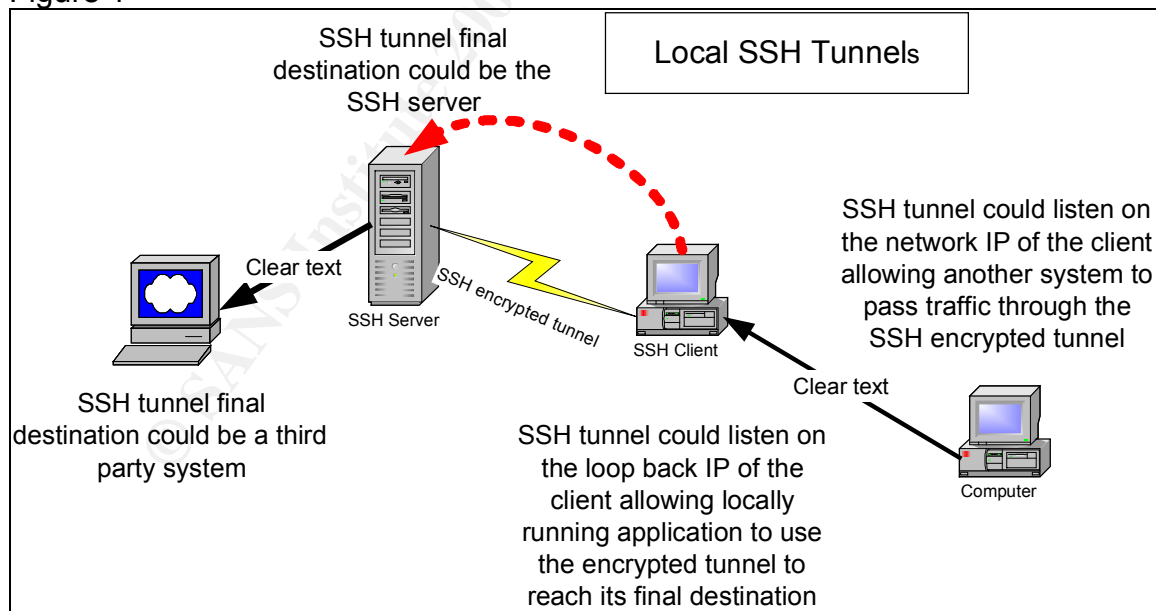 SSH tunnel final
destination could be the
SSH server
Local SSH Tunnels
SSH tunnel could listen on
the network IP of the client
allowing another system to
pass traffic through the
SSH encrypted tunnel
Clear text
SSH encrypted tunnel
SSH Server
SSH Client
Clear text
SSH tunnel final
destination could be a third
party system
SSH tunnel could listen on
the loop back IP of the
client allowing locally
running application to use
the encrypted tunnel to
reach its final destination
Computer
© SANS Institute 200